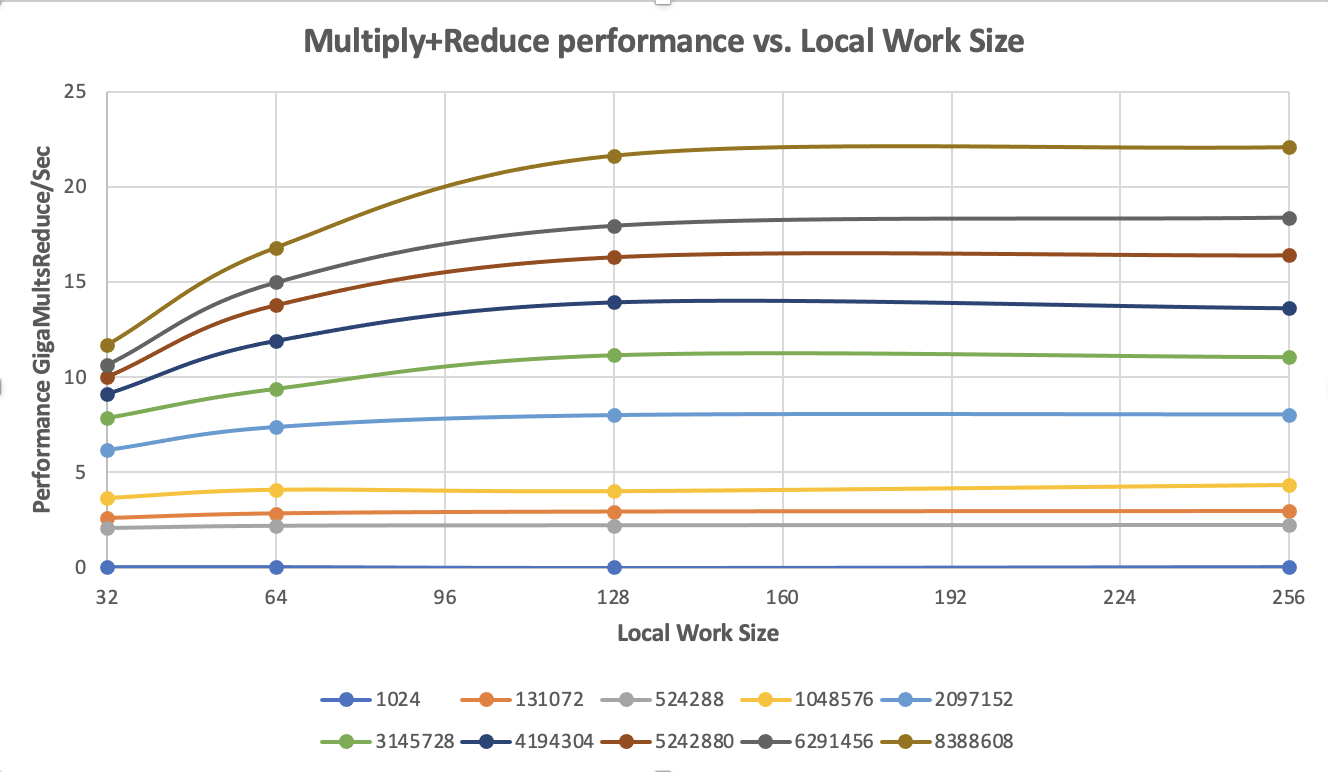 Multiply+Reduce performance vs. Local Work Size
Performance GigaMultsReduce/Sec
25
20
15
10
5
0
32 64 96 128 160 192 224 256
Local Work Size
1024 131072 524288 1048576 2097152
3145728 4194304 5242880 6291456 8388608